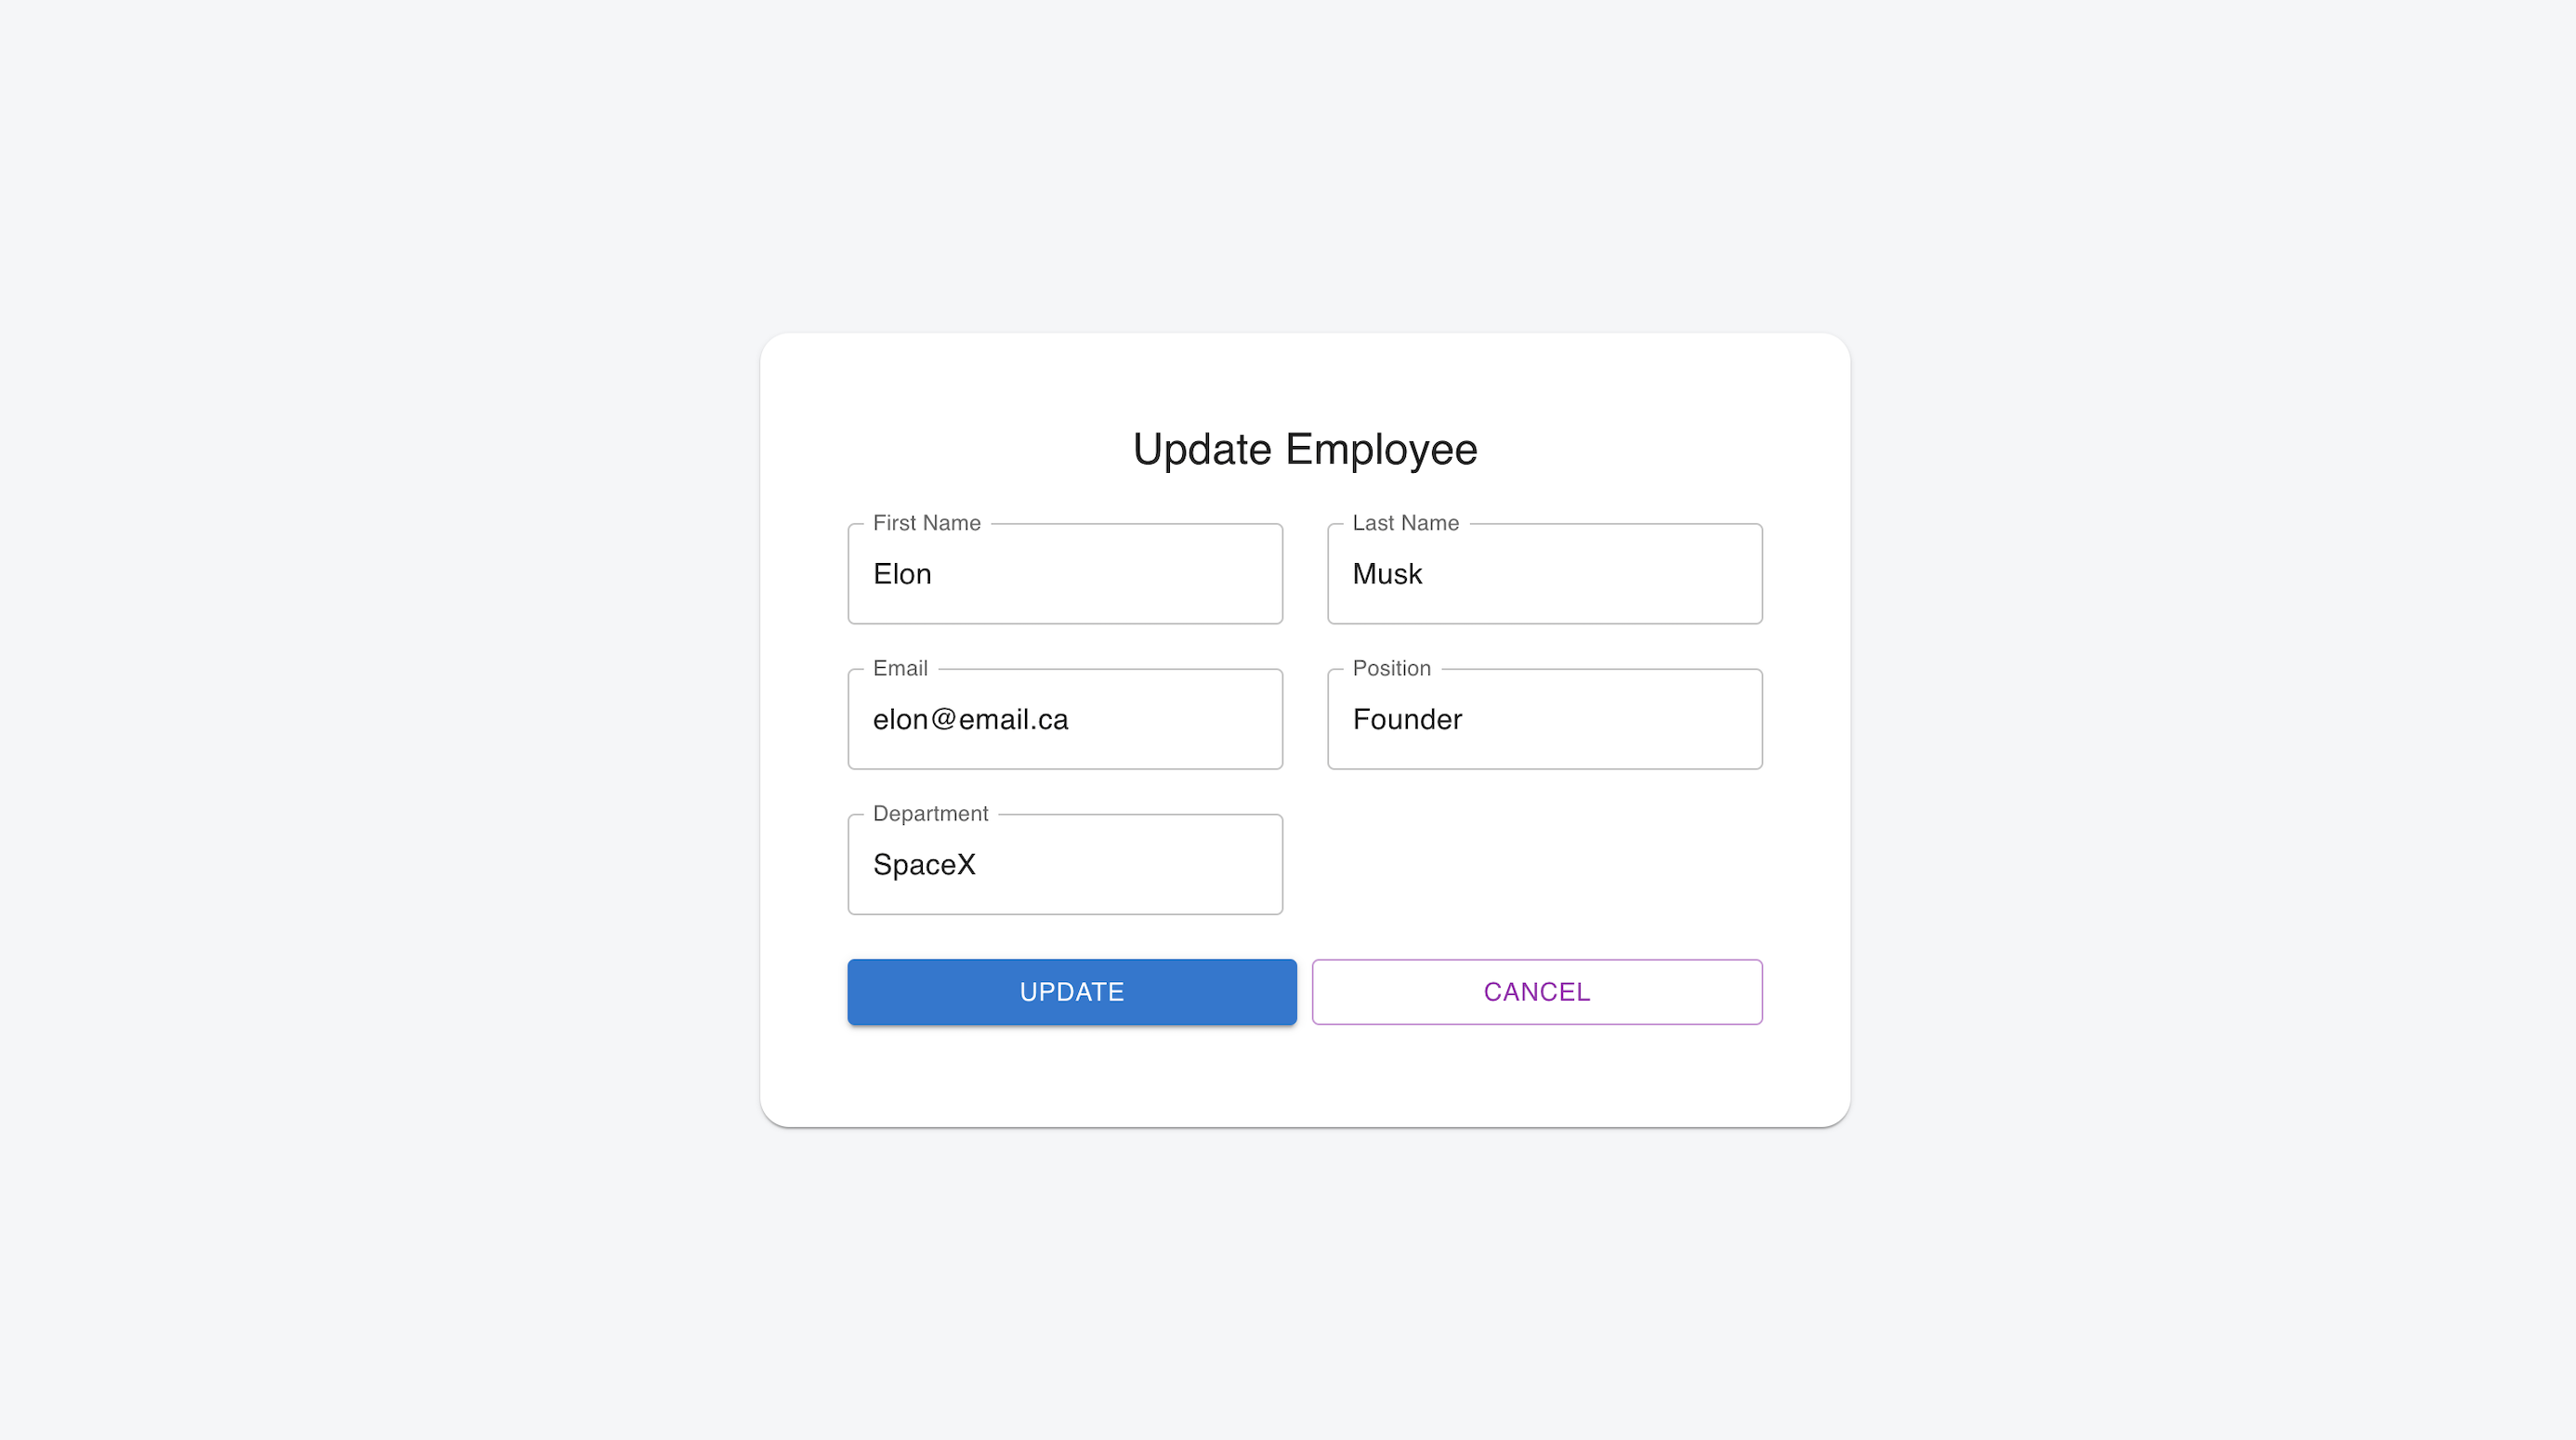 Update Employee
First Name
Elon
Last Name
Musk
Email
elon@email.ca
Position
Founder
Department
SpaceX
UPDATE
CANCEL